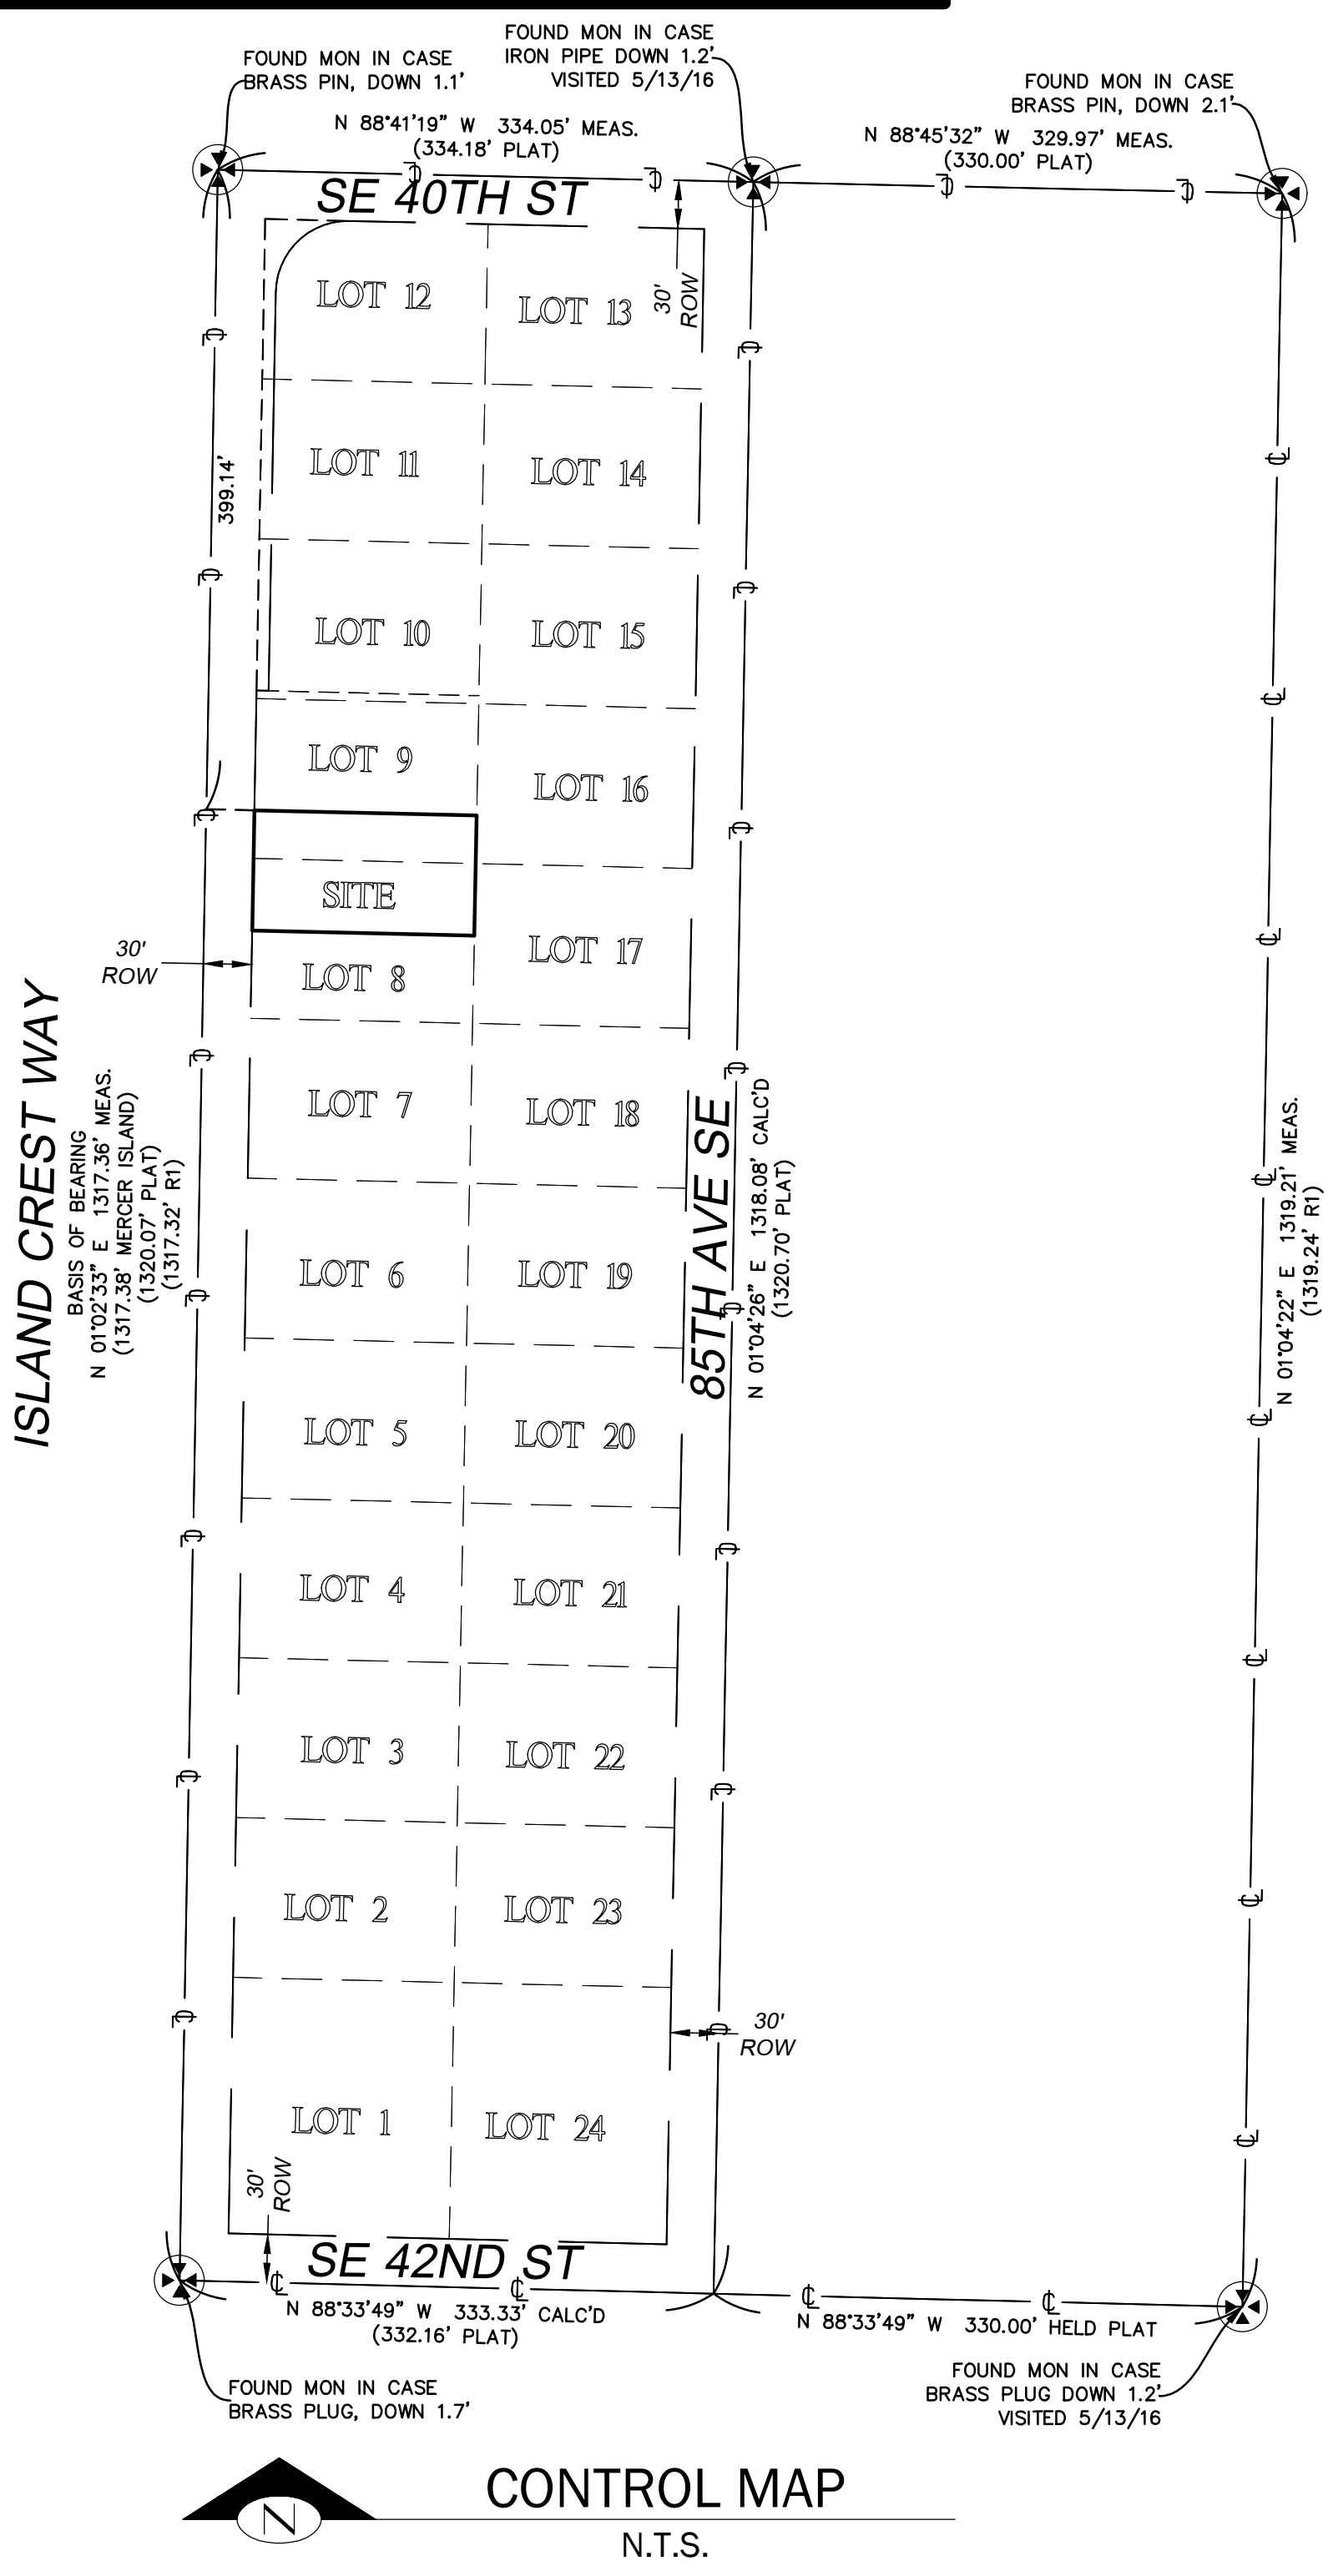 FOUND MON IN CASE
BRASS PIN, DOWN 1.1'
FOUND MON IN CASE
IRON PIPE DOWN 1.2'
VISITED 5/13/16
FOUND MON IN CASE
BRASS PIN, DOWN 2.1'
N 88°41'19" W 334.05' MEAS.
(334.18' PLAT)
N 88°45'32" W 329.97' MEAS.
(330.00' PLAT)
SE 40TH ST
30'
ROW
LOT 12
LOT 13
399.14'
LOT 11
LOT 14
LOT 10
LOT 15
LOT 9
LOT 16
SITE
30'
ROW
LOT 17
LOT 8
ISLAND CREST WAY
BASIS OF BEARING
N 01°02'33" E 1317.36' MEAS.
(1317.38' MERCER ISLAND)
(1320.07' PLAT)
(1317.32' R1)
LOT 7
LOT 18
85TH AVE SE
N 01°04'26" E 1318.08' CALC'D
(1320.70' PLAT)
N 01°04'22" E 1319.21' MEAS.
(1319.24' R1)
LOT 6
LOT 19
LOT 5
LOT 20
LOT 4
LOT 21
LOT 3
LOT 22
LOT 2
LOT 23
30'
ROW
LOT 1
LOT 24
30'
ROW
SE 42ND ST
N 88°33'49" W 333.33' CALC'D
(332.16' PLAT)
N 88°33'49" W 330.00' HELD PLAT
FOUND MON IN CASE
BRASS PLUG, DOWN 1.7'
FOUND MON IN CASE
BRASS PLUG DOWN 1.2'
VISITED 5/13/16
N
CONTROL MAP
N.T.S.